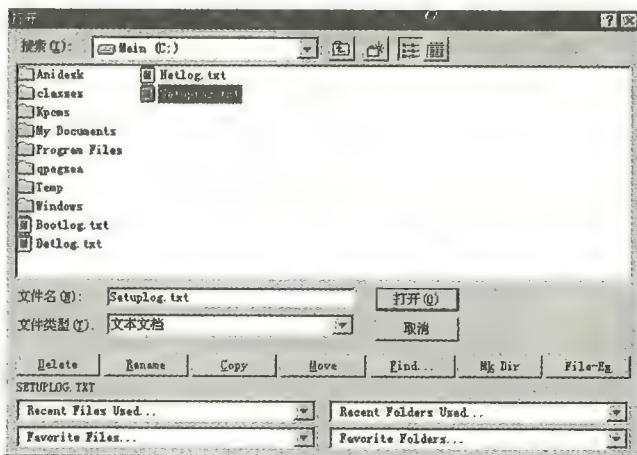 打开
搜索(I): Main (C:)
Anidesk
classes
Kpcms
My Documents
Program Files
Temp
Windows
Bootlog.txt
Detlog.txt
Netlog.txt
Setuplog.txt
文件名(N): Setuplog.txt 打开(O)
文件类型(T). 文本文档 取消
Delete Rename Copy Move Find... Mk Dir File-Ex
SETUPLOG.TXT
Recent Files Used... Recent Folders Used...
Favorite Files... Favorite Folders...